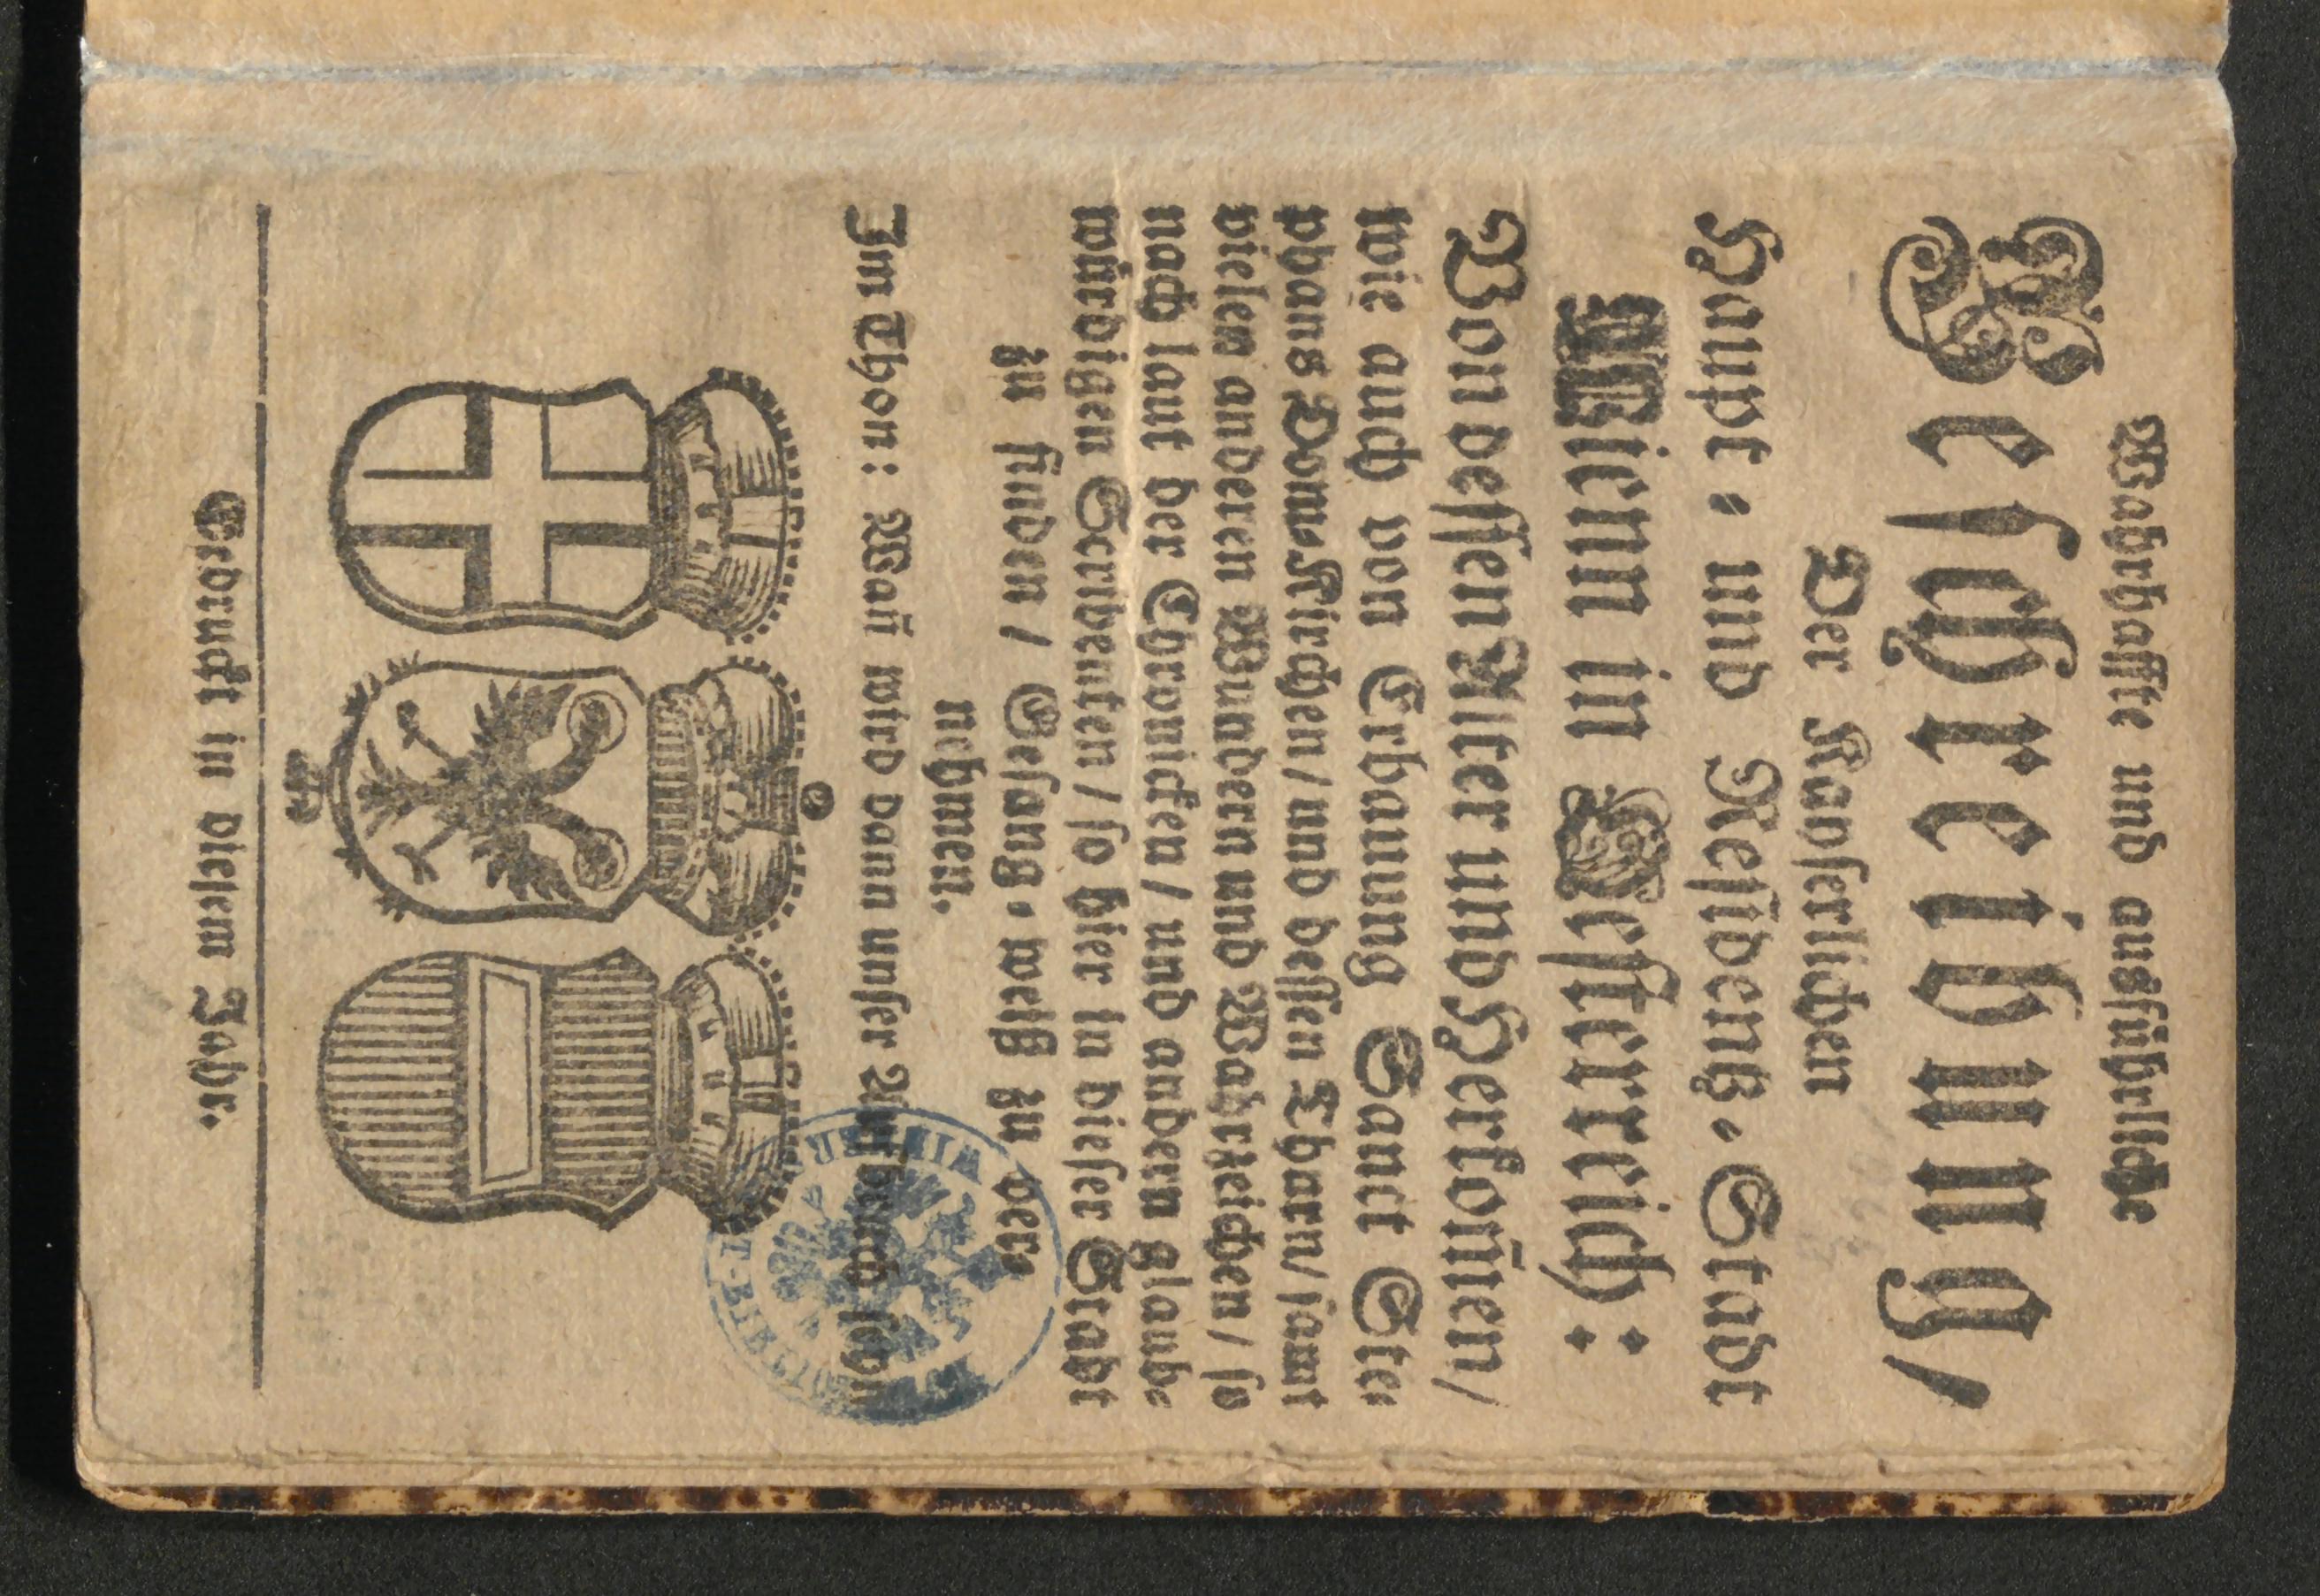 Wahrhaffte und ausführliche
Beschreibung/
Der Kayserlichen
Haupt- und Residentz-Stadt
Wienn in Oesterreich:
Von dessen Alter und Herkom̃en/
wie auch von Erbauung Sanct Ste-
phans Dom-Kirchen/ und dessen Thurn/ samt
vielen anderen Wundern und Wahrzeichen/ so
nach laut der Chronicken/ und andern glaub-
würdigen Scribenten/ so hier in dieser Stadt
zu finden/ Gesang-weiß zu ver-
nehmen.
Im Thon: Wañ wird dann unser
Gedruckt in diesem Jahr.